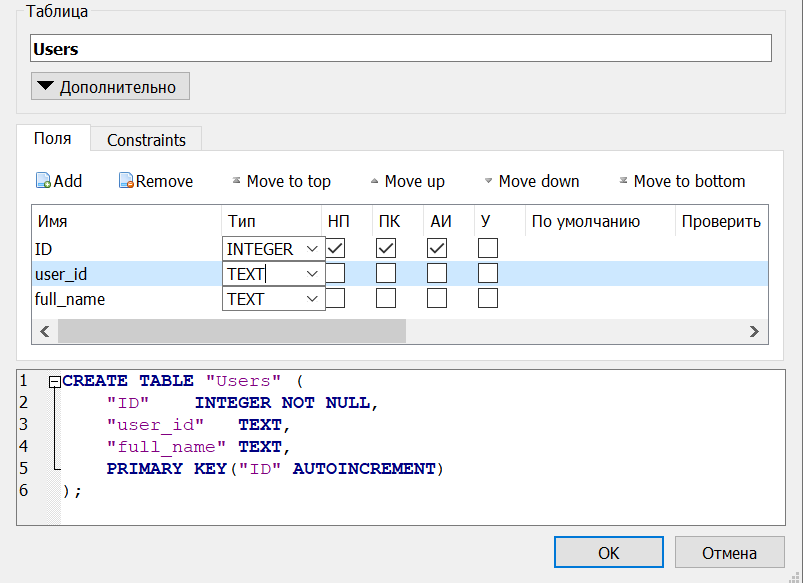 Таблица
Users
Дополнительно
Поля Constraints
Add Remove Move to top Move up Move down Move to bottom
Имя Тип НП ПК АИ У По умолчанию Проверить
ID INTEGER
user_id TEXT
full_name TEXT
1 CREATE TABLE "Users" (
2 "ID" INTEGER NOT NULL,
3 "user_id" TEXT,
4 "full_name" TEXT,
5 PRIMARY KEY("ID" AUTOINCREMENT)
6 );
OK Отмена